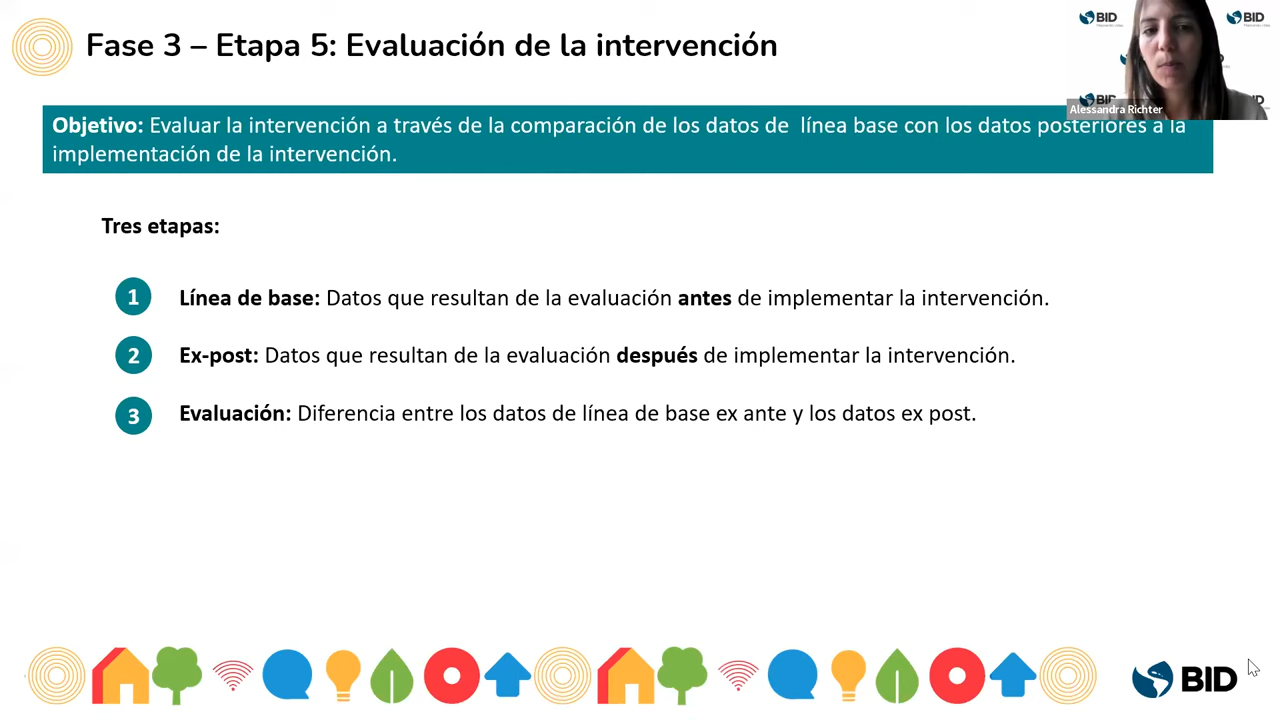 Fase 3 – Etapa 5: Evaluación de la intervención
BID
BID
BID
Alessandra Richter
Objetivo: Evaluar la intervención a través de la comparación de los datos de línea base con los datos posteriores a la
implementación de la intervención.
Tres etapas:
1 Línea de base: Datos que resultan de la evaluación antes de implementar la intervención.
2 Ex-post: Datos que resultan de la evaluación después de implementar la intervención.
3 Evaluación: Diferencia entre los datos de línea de base ex ante y los datos ex post.
BID